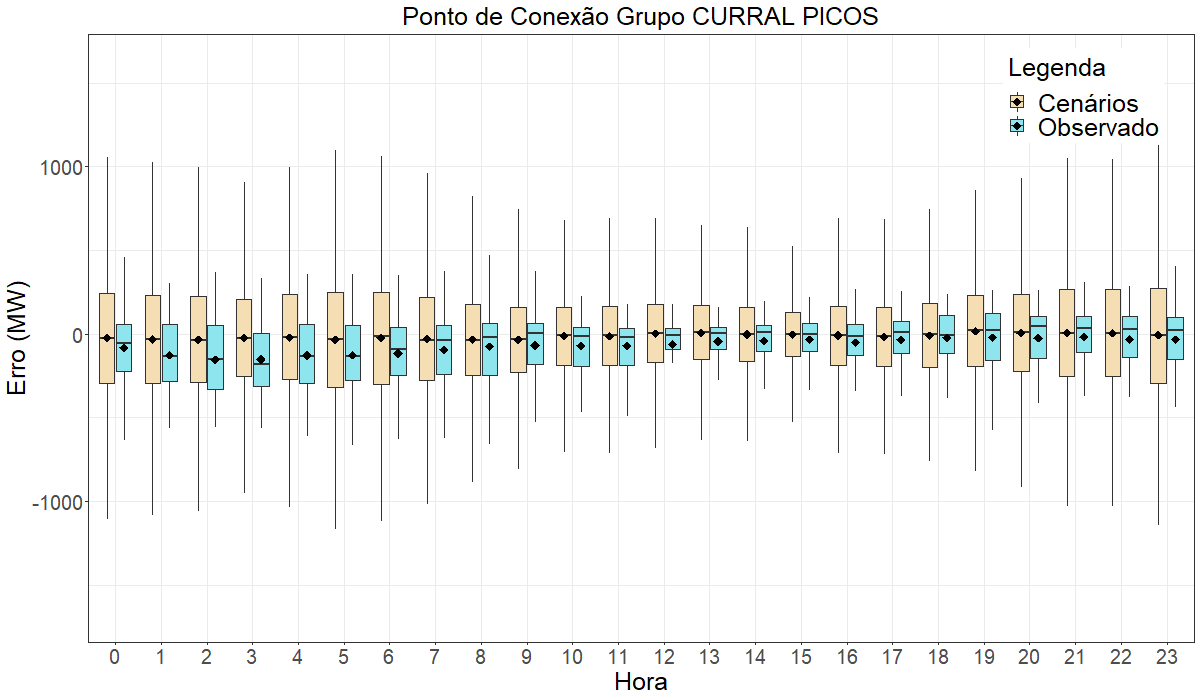 Ponto de Conexão Grupo CURRAL PICOS
Legenda
Cenários
Observado
Erro (MW)
1000
0
-1000
0 1 2 3 4 5 6 7 8 9 10 11 12 13 14 15 16 17 18 19 20 21 22 23
Hora